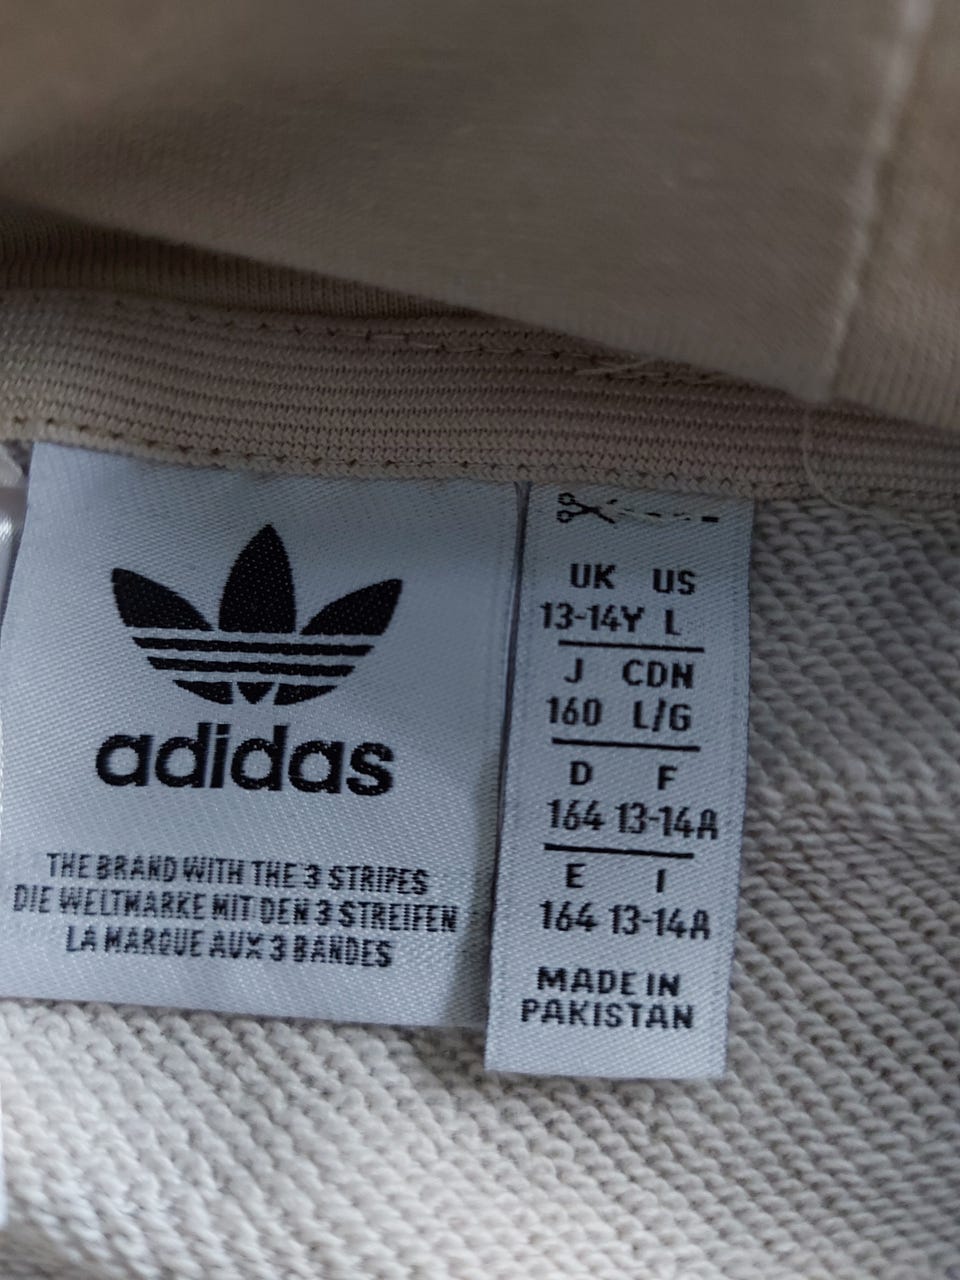 adidas
THE BRAND WITH THE 3 STRIPES
DIE WELTMARKE MIT DEN 3 STREIFEN
LA MARQUE AUX 3 BANDES
UK US
13-14Y L
J CDN
160 L/G
D F
164 13-14A
E I
164 13-14A
MADE IN
PAKISTAN